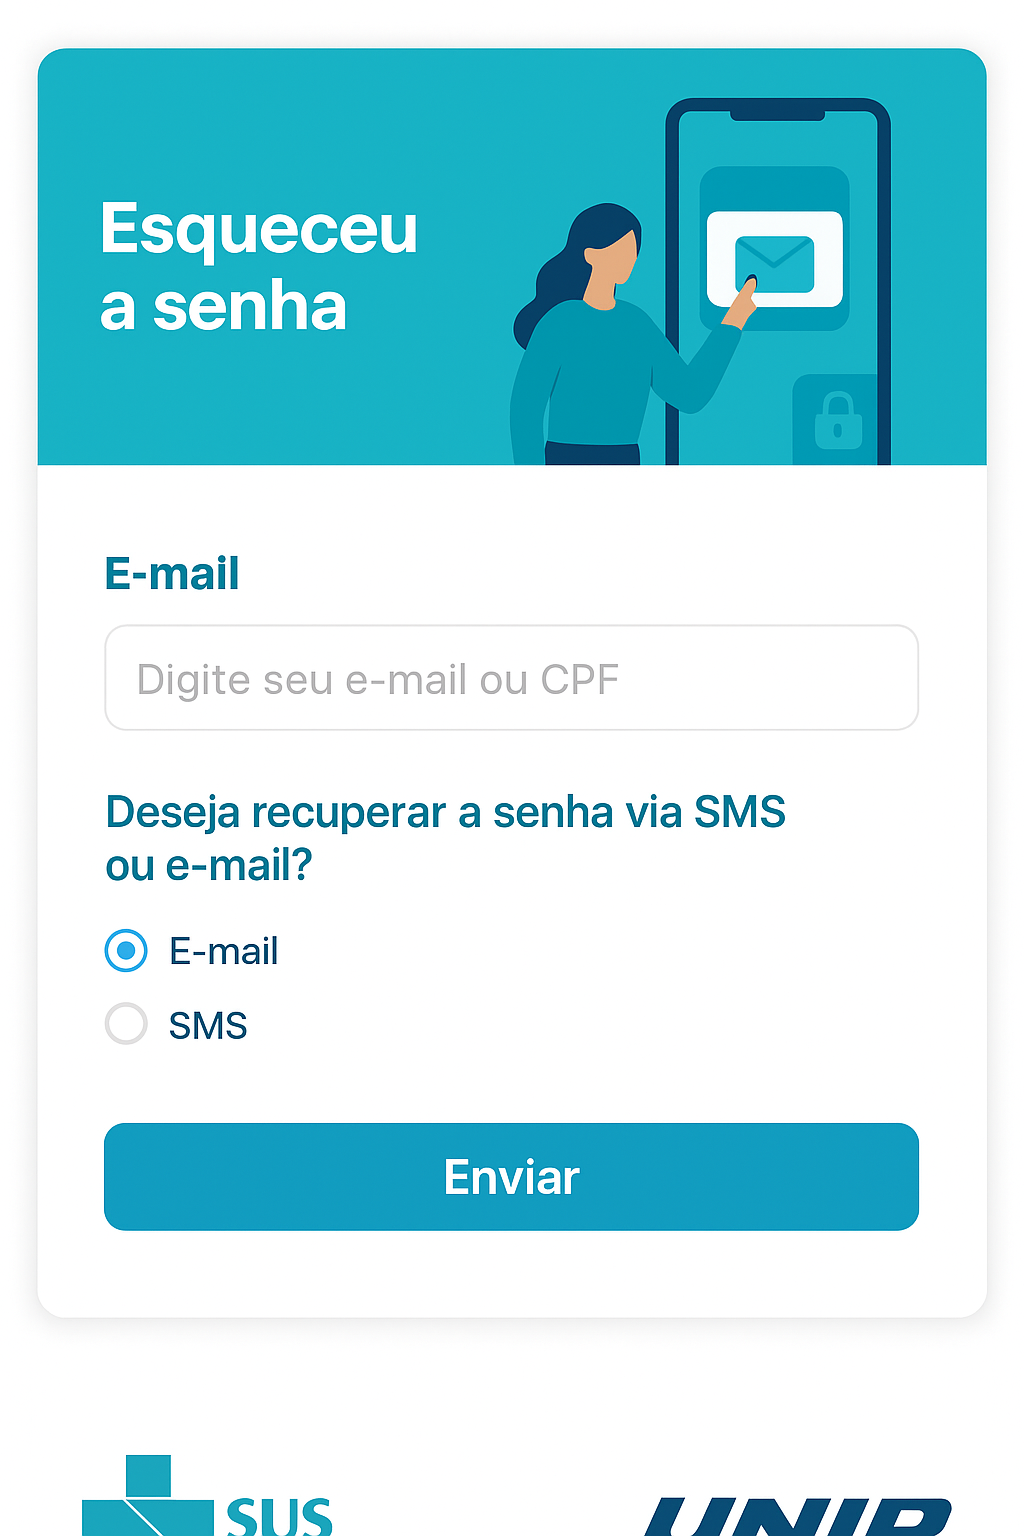 Esqueceu
a senha
E-mail
Digite seu e-mail ou CPF
Deseja recuperar a senha via SMS
ou e-mail?
E-mail
SMS
Enviar
SUS
UNIP